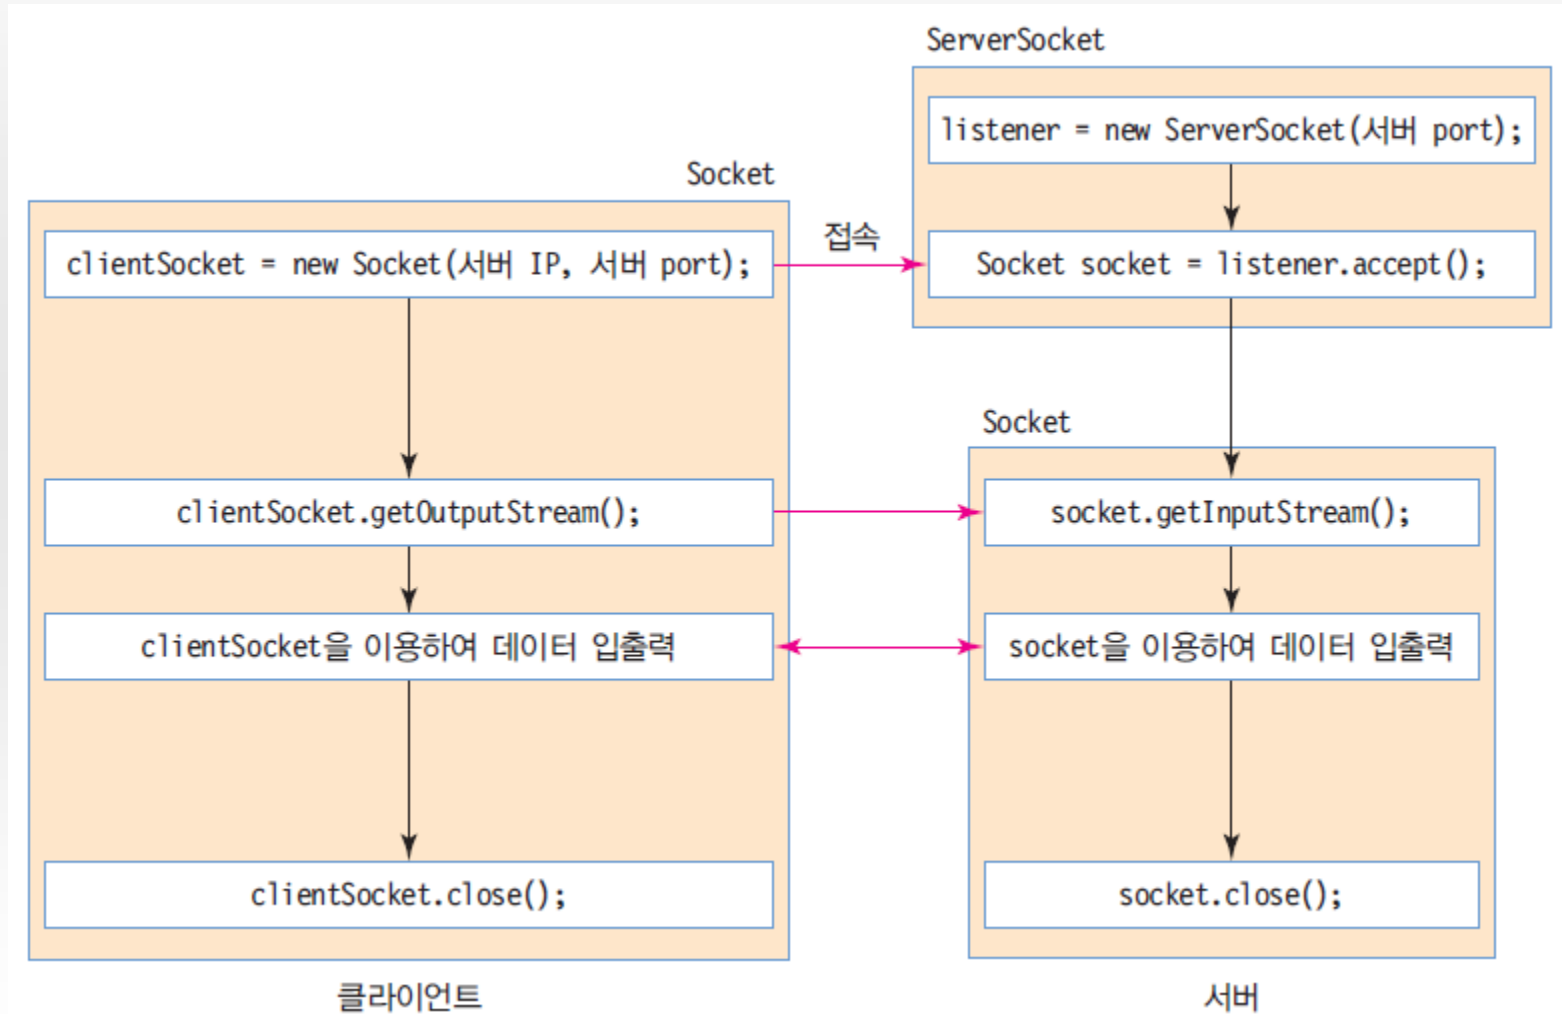 ServerSocket
listener = new ServerSocket(서버 port);
Socket
접속
clientSocket = new Socket(서버 IP, 서버 port);
Socket socket = listener.accept();
Socket
clientSocket.getOutputStream();
socket.getInputStream();
clientSocket을 이용하여 데이터 입출력
socket을 이용하여 데이터 입출력
clientSocket.close();
socket.close();
클라이언트
서버